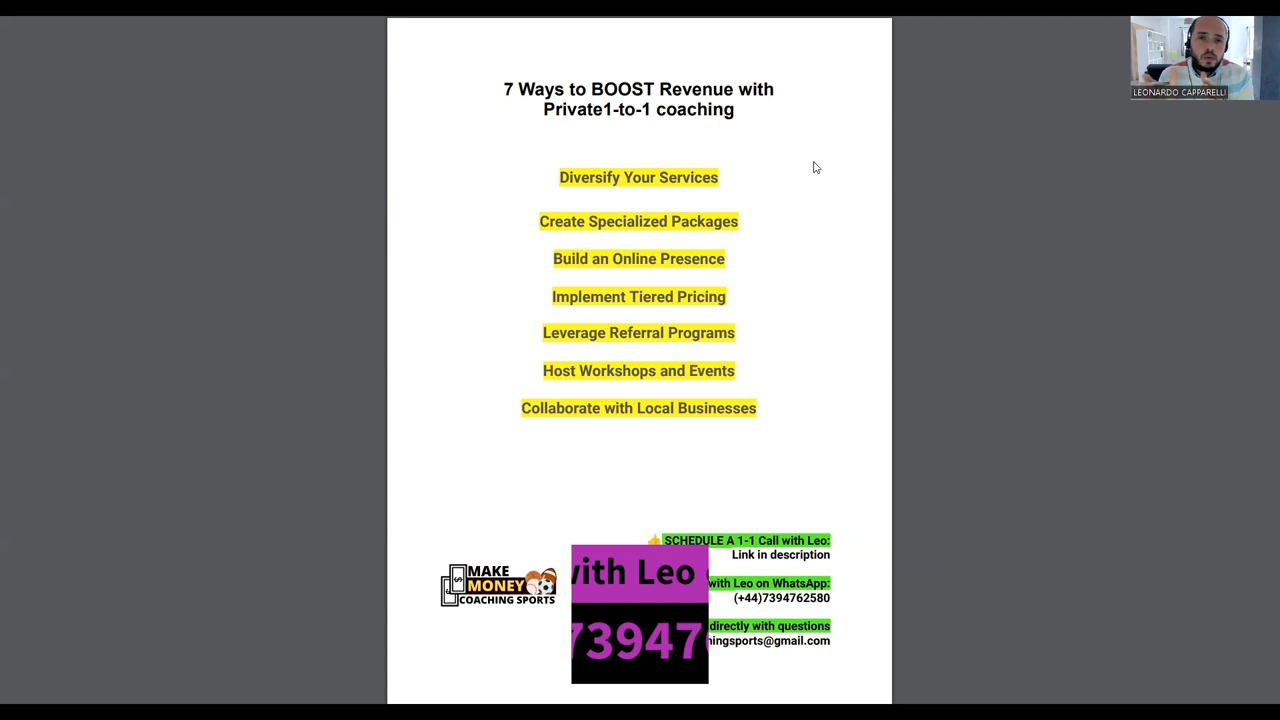 LEONARDO CAPPARELLI
7 Ways to BOOST Revenue with
Private1-to-1 coaching
Diversify Your Services
Create Specialized Packages
Build an Online Presence
Implement Tiered Pricing
Leverage Referral Programs
Host Workshops and Events
Collaborate with Local Businesses
👍 SCHEDULE A 1-1 Call with Leo:
Link in description
with Leo on WhatsApp:
(+44)7394762580
directly with questions
hingsports@gmail.com
MAKE
MONEY
COACHING SPORTS
with Leo
73947